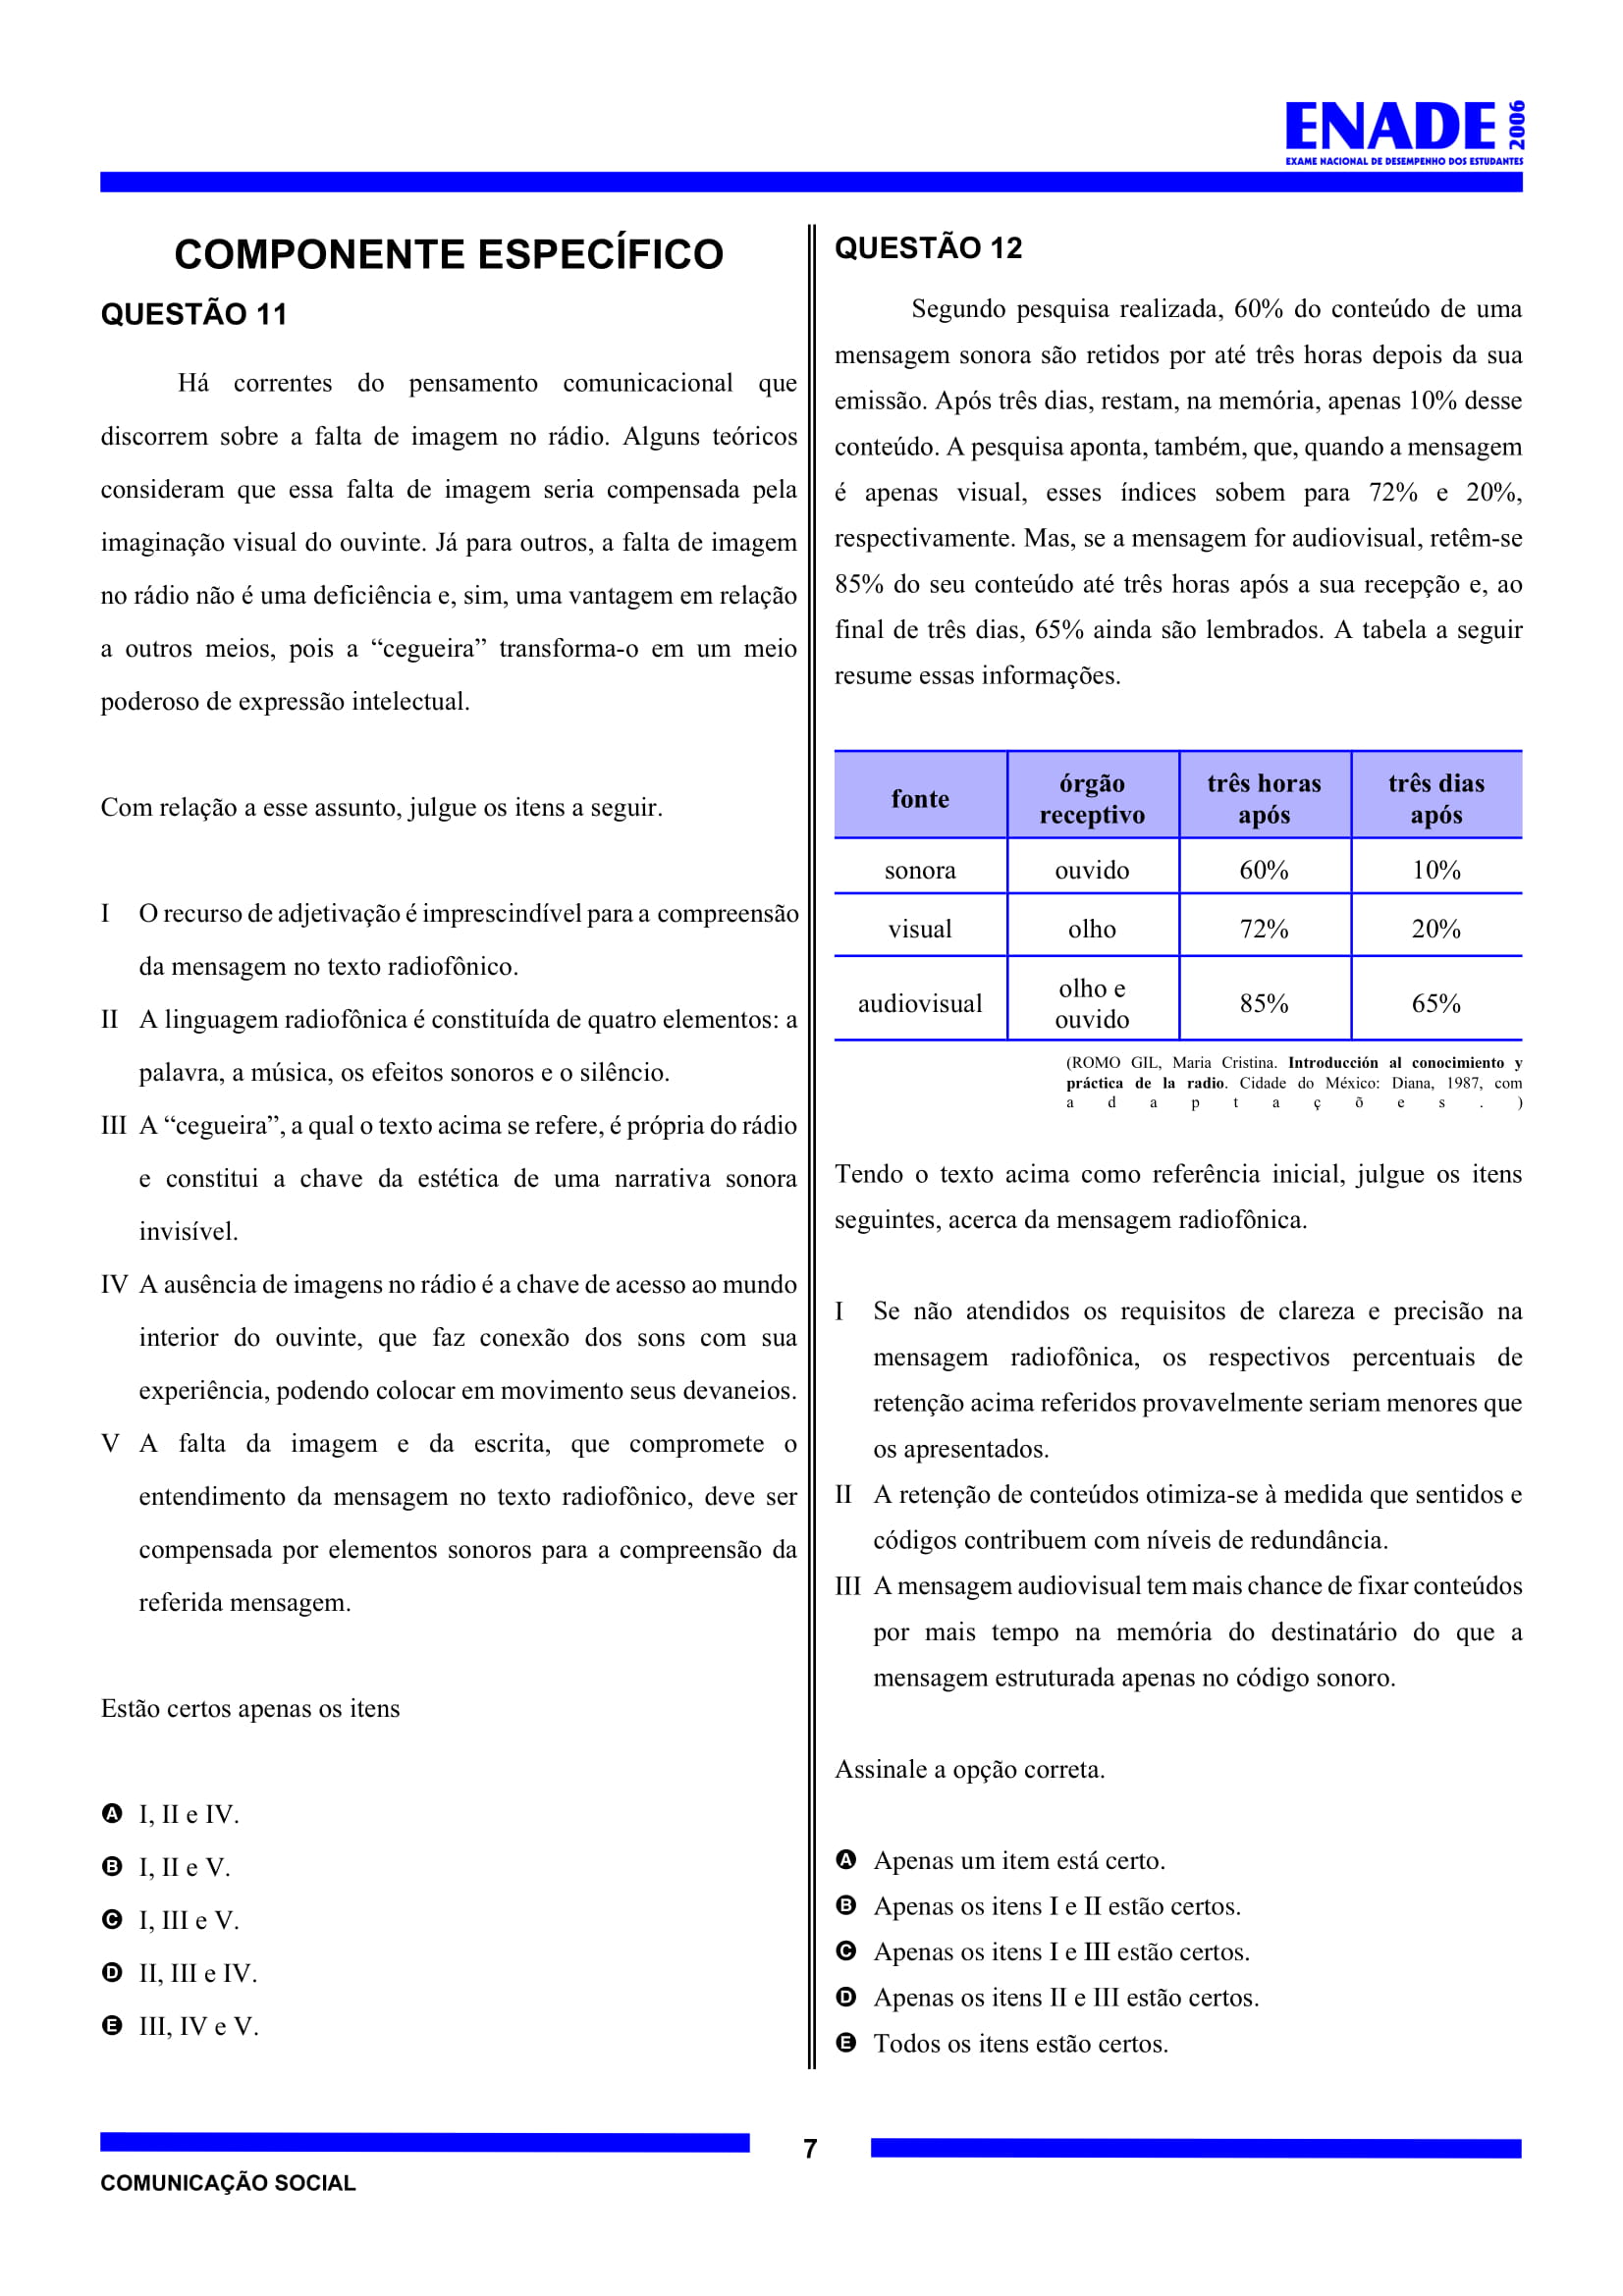 ENADE 2006
EXAME NACIONAL DE DESEMPENHO DOS ESTUDANTES
COMPONENTE ESPECÍFICO
QUESTÃO 11
Há correntes do pensamento comunicacional que
discorrem sobre a falta de imagem no rádio. Alguns teóricos
consideram que essa falta de imagem seria compensada pela
imaginação visual do ouvinte. Já para outros, a falta de imagem
no rádio não é uma deficiência e, sim, uma vantagem em relação
a outros meios, pois a “cegueira” transforma-o em um meio
poderoso de expressão intelectual.
Com relação a esse assunto, julgue os itens a seguir.
I O recurso de adjetivação é imprescindível para a compreensão
da mensagem no texto radiofônico.
II A linguagem radiofônica é constituída de quatro elementos: a
palavra, a música, os efeitos sonoros e o silêncio.
III A “cegueira”, a qual o texto acima se refere, é própria do rádio
e constitui a chave da estética de uma narrativa sonora
invisível.
IV A ausência de imagens no rádio é a chave de acesso ao mundo
interior do ouvinte, que faz conexão dos sons com sua
experiência, podendo colocar em movimento seus devaneios.
V A falta da imagem e da escrita, que compromete o
entendimento da mensagem no texto radiofônico, deve ser
compensada por elementos sonoros para a compreensão da
referida mensagem.
Estão certos apenas os itens
A I, II e IV.
B I, II e V.
C I, III e V.
D II, III e IV.
E III, IV e V.
QUESTÃO 12
Segundo pesquisa realizada, 60% do conteúdo de uma
mensagem sonora são retidos por até três horas depois da sua
emissão. Após três dias, restam, na memória, apenas 10% desse
conteúdo. A pesquisa aponta, também, que, quando a mensagem
é apenas visual, esses índices sobem para 72% e 20%,
respectivamente. Mas, se a mensagem for audiovisual, retêm-se
85% do seu conteúdo até três horas após a sua recepção e, ao
final de três dias, 65% ainda são lembrados. A tabela a seguir
resume essas informações.
fonte órgão receptivo três horas após três dias após
sonora ouvido 60% 10%
visual olho 72% 20%
audiovisual olho e ouvido 85% 65%
(ROMO GIL, Maria Cristina. Introducción al conocimiento y
práctica de la radio. Cidade do México: Diana, 1987, com
adaptações.)
Tendo o texto acima como referência inicial, julgue os itens
seguintes, acerca da mensagem radiofônica.
I Se não atendidos os requisitos de clareza e precisão na
mensagem radiofônica, os respectivos percentuais de
retenção acima referidos provavelmente seriam menores que
os apresentados.
II A retenção de conteúdos otimiza-se à medida que sentidos e
códigos contribuem com níveis de redundância.
III A mensagem audiovisual tem mais chance de fixar conteúdos
por mais tempo na memória do destinatário do que a
mensagem estruturada apenas no código sonoro.
Assinale a opção correta.
A Apenas um item está certo.
B Apenas os itens I e II estão certos.
C Apenas os itens I e III estão certos.
D Apenas os itens II e III estão certos.
E Todos os itens estão certos.
7
COMUNICAÇÃO SOCIAL